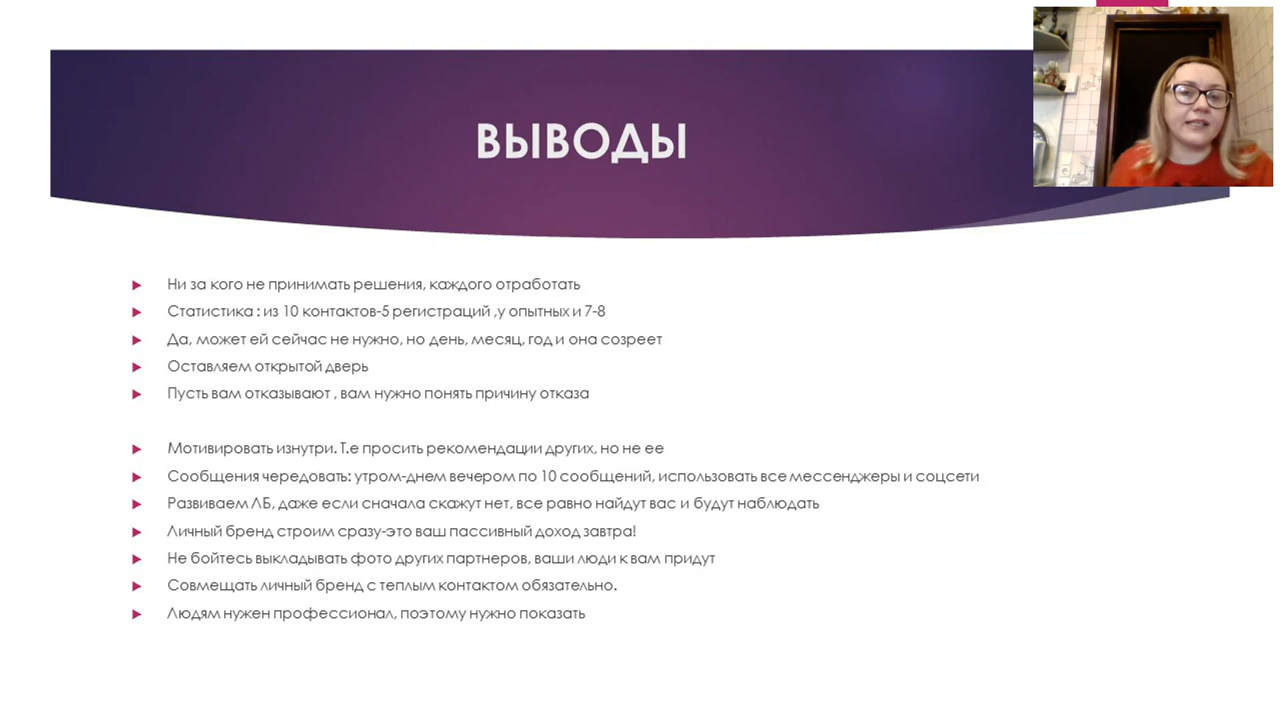 ВЫВОДЫ
Ни за кого не принимать решения, каждого отработать
Статистика : из 10 контактов-5 регистраций ,у опытных и 7-8
Да, может ей сейчас не нужно, но день, месяц, год и она созреет
Оставляем открытой дверь
Пусть вам отказывают , вам нужно понять причину отказа
Мотивировать изнутри. Т.е просить рекомендации других, но не ее
Сообщения чередовать: утром-днем вечером по 10 сообщений, использовать все мессенджеры и соцсети
Развиваем ЛБ, даже если сначала скажут нет, все равно найдут вас и будут наблюдать
Личный бренд строим сразу-это ваш пассивный доход завтра!
Не бойтесь выкладывать фото других партнеров, ваши люди к вам придут
Совмещать личный бренд с теплым контактом обязательно.
Людям нужен профессионал, поэтому нужно показать